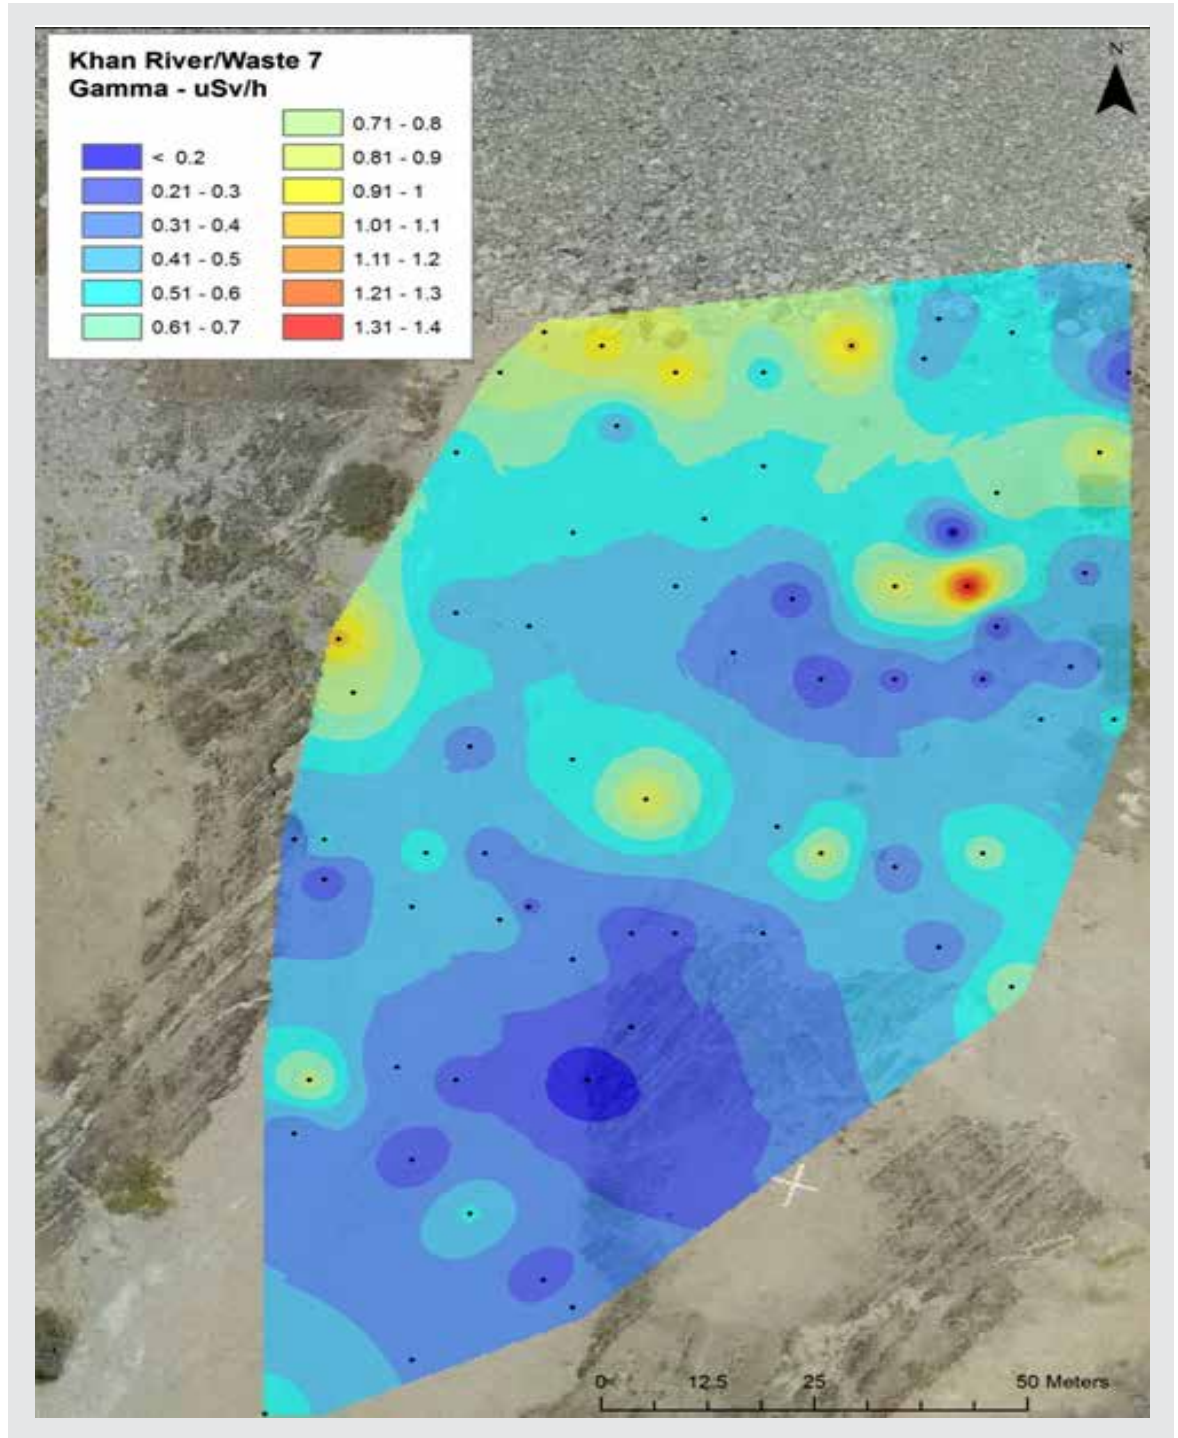 Khan River/Waste 7
Gamma - uSv/h
< 0.2
0.21 - 0.3
0.31 - 0.4
0.41 - 0.5
0.51 - 0.6
0.61 - 0.7
0.71 - 0.8
0.81 - 0.9
0.91 - 1
1.01 - 1.1
1.11 - 1.2
1.21 - 1.3
1.31 - 1.4
N
0 12.5 25 50 Meters